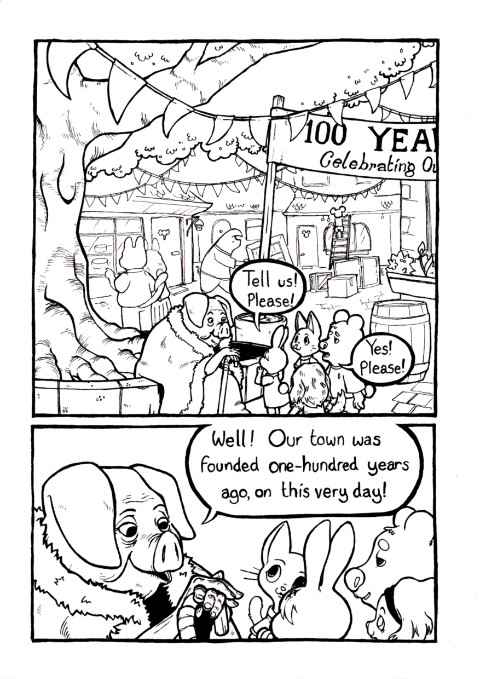 100 YEA
Celebrating Ou
Tell us!
Please!
Yes!
Please!
Well! Our town was
founded one-hundred years
ago, on this very day!